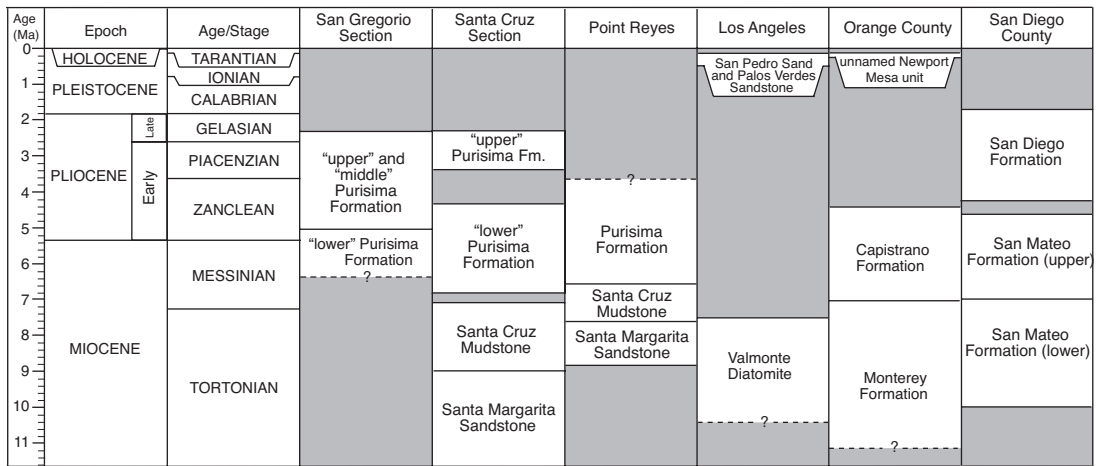 Age
(Ma)
Epoch
Age/Stage
San Gregorio
Section
Santa Cruz
Section
Point Reyes
Los Angeles
Orange County
San Diego
County
0
1
2
3
4
5
6
7
8
9
10
11
HOLOCENE
PLEISTOCENE
PLIOCENE
Late
Early
MIOCENE
TARANTIAN
IONIAN
CALABRIAN
GELASIAN
PIACENZIAN
ZANCLEAN
MESSINIAN
TORTONIAN
“upper” and
“middle”
Purisima
Formation
“lower” Purisima
Formation
?
“upper”
Purisima Fm.
“lower”
Purisima
Formation
Santa Cruz
Mudstone
Santa Margarita
Sandstone
?
Purisima
Formation
Santa Cruz
Mudstone
Santa Margarita
Sandstone
San Pedro Sand
and Palos Verdes
Sandstone
Valmonte
Diatomite
?
unnamed Newport
Mesa unit
Capistrano
Formation
Monterey
Formation
?
San Diego
Formation
San Mateo
Formation (upper)
San Mateo
Formation (lower)